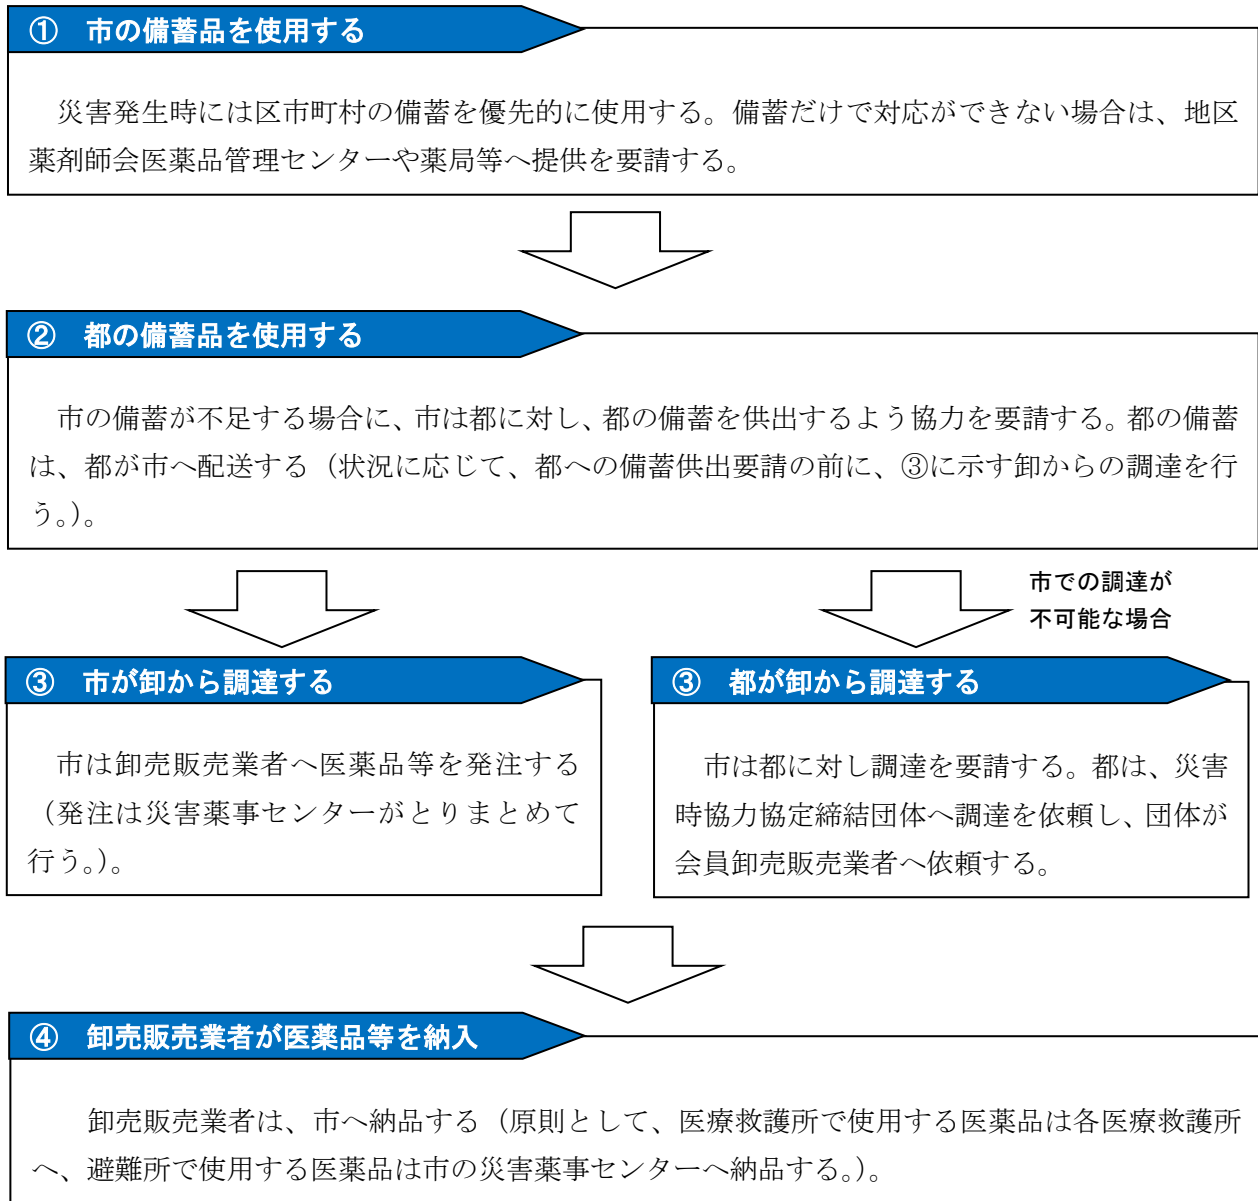 ① 市の備蓄品を使用する
災害発生時には区市町村の備蓄を優先的に使用する。備蓄だけで対応ができない場合は、地区
薬剤師会医薬品管理センターや薬局等へ提供を要請する。
② 都の備蓄品を使用する
市の備蓄が不足する場合に、市は都に対し、都の備蓄を供出するよう協力を要請する。都の備蓄
は、都が市へ配送する（状況に応じて、都への備蓄供出要請の前に、③に示す卸からの調達を行
う。）。
市での調達が
不可能な場合
③ 市が卸から調達する
市は卸売販売業者へ医薬品等を発注する
（発注は災害薬事センターがとりまとめて
行う。）。
③ 都が卸から調達する
市は都に対し調達を要請する。都は、災害
時協力協定締結団体へ調達を依頼し、団体が
会員卸売販売業者へ依頼する。
④ 卸売販売業者が医薬品等を納入
卸売販売業者は、市へ納品する（原則として、医療救護所で使用する医薬品は各医療救護所
へ、避難所で使用する医薬品は市の災害薬事センターへ納品する。）。